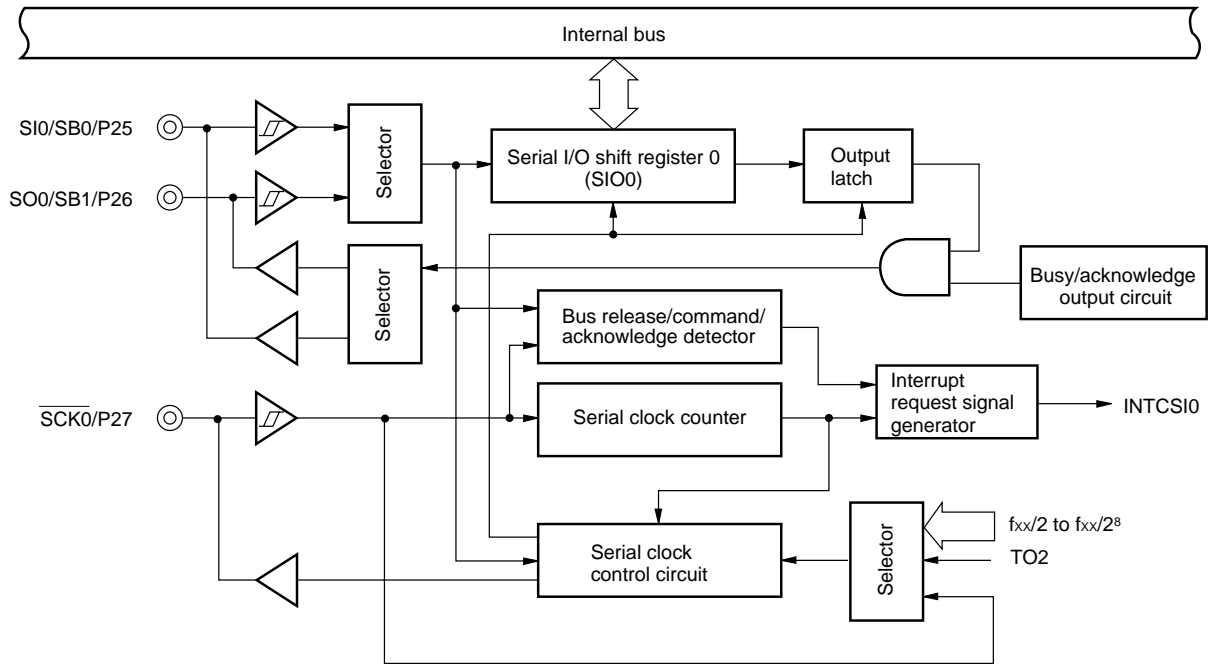 Internal bus
SI0/SB0/P25
Selector
Serial I/O shift register 0
(SIO0)
Output
latch
SO0/SB1/P26
Selector
Busy/acknowledge
output circuit
Bus release/command/
acknowledge detector
Interrupt
request signal
generator
INTCSI0
S̅C̅K̅0̅/P27
Serial clock counter
Serial clock
control circuit
Selector
fxx/2 to fxx/2⁸
TO2